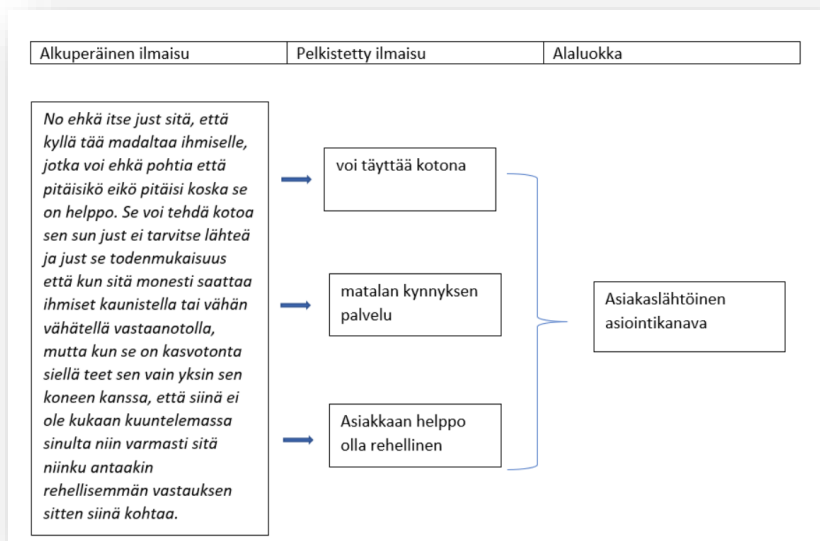 Alkuperäinen ilmaisu
Pelkistetty ilmaisu
Alaluokka
No ehkä itse just sitä, että
kyllä tää madaltaa ihmiselle,
jotka voi ehkä pohtia että
pitäisikö eikö pitäisi koska se
on helppo. Se voi tehdä kotoa
sen sun just ei tarvitse lähteä
ja just se todenmukaisuus
että kun sitä monesti saattaa
ihmiset kaunistella tai vähän
vähätellä vastaanotolla,
mutta kun se on kasvotonta
siellä teet sen vain yksin sen
koneen kanssa, että siinä ei
ole kukaan kuuntelemassa
sinulta niin varmasti sitä
niinku antaakin
rehellisemmän vastauksen
sitten siinä kohtaa.
voi täyttää kotona
matalan kynnyksen
palvelu
Asiakkaan helppo
olla rehellinen
Asiakaslähtöinen
asiointikanava